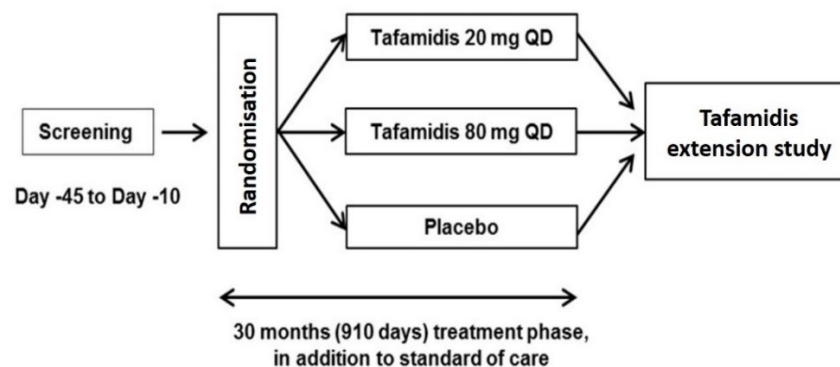 Screening
Day -45 to Day -10
Randomisation
Tafamidis 20 mg QD
Tafamidis 80 mg QD
Placebo
Tafamidis
extension study
30 months (910 days) treatment phase,
in addition to standard of care